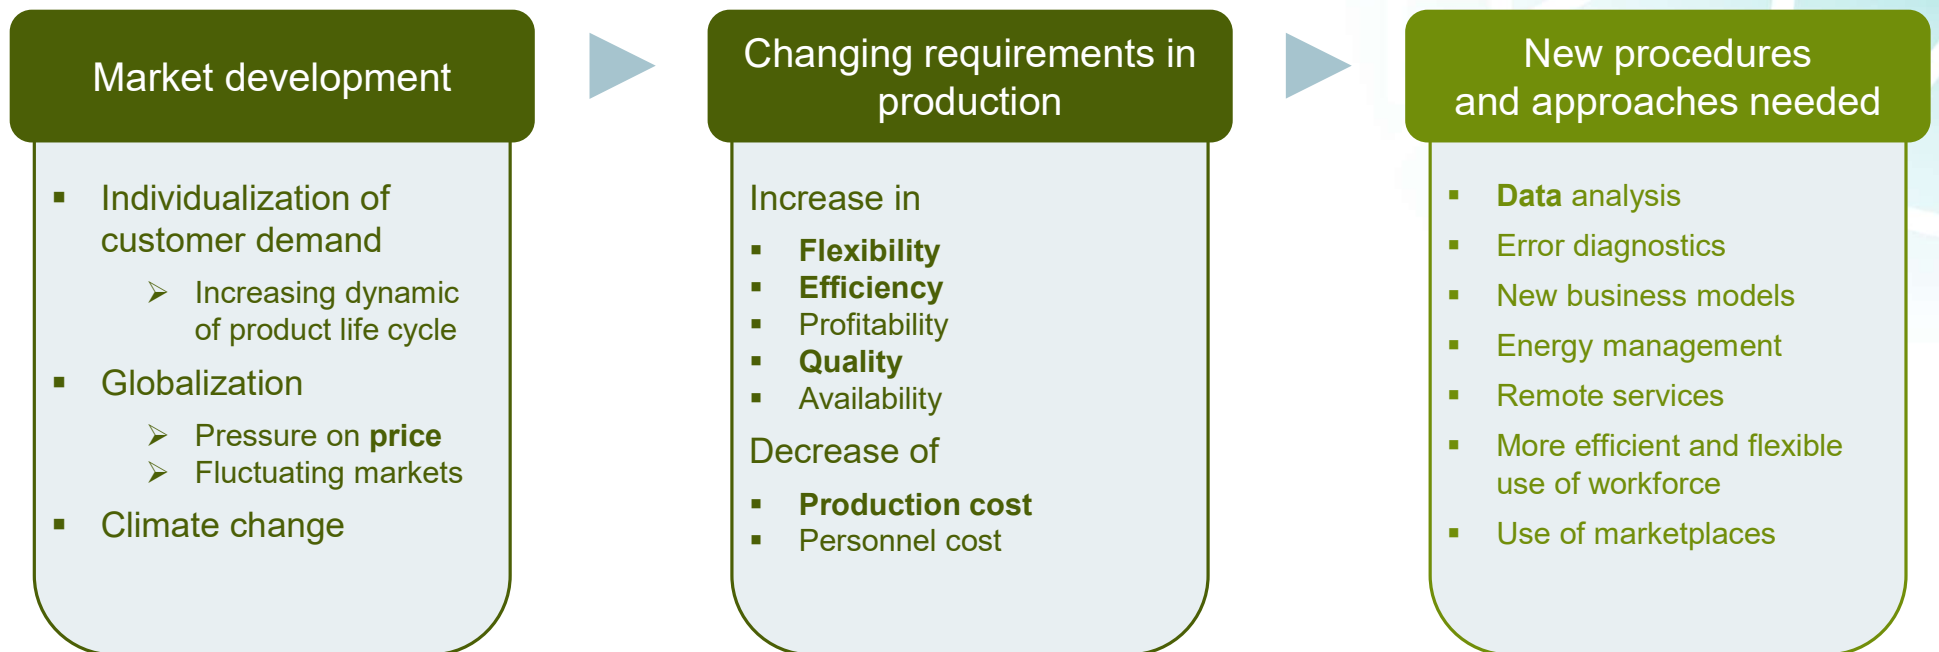 Market development
▪ Individualization of
customer demand
➢ Increasing dynamic
of product life cycle
▪ Globalization
➢ Pressure on price
➢ Fluctuating markets
▪ Climate change
Changing requirements in
production
Increase in
▪ Flexibility
▪ Efficiency
▪ Profitability
▪ Quality
▪ Availability
Decrease of
▪ Production cost
▪ Personnel cost
New procedures
and approaches needed
▪ Data analysis
▪ Error diagnostics
▪ New business models
▪ Energy management
▪ Remote services
▪ More efficient and flexible
use of workforce
▪ Use of marketplaces